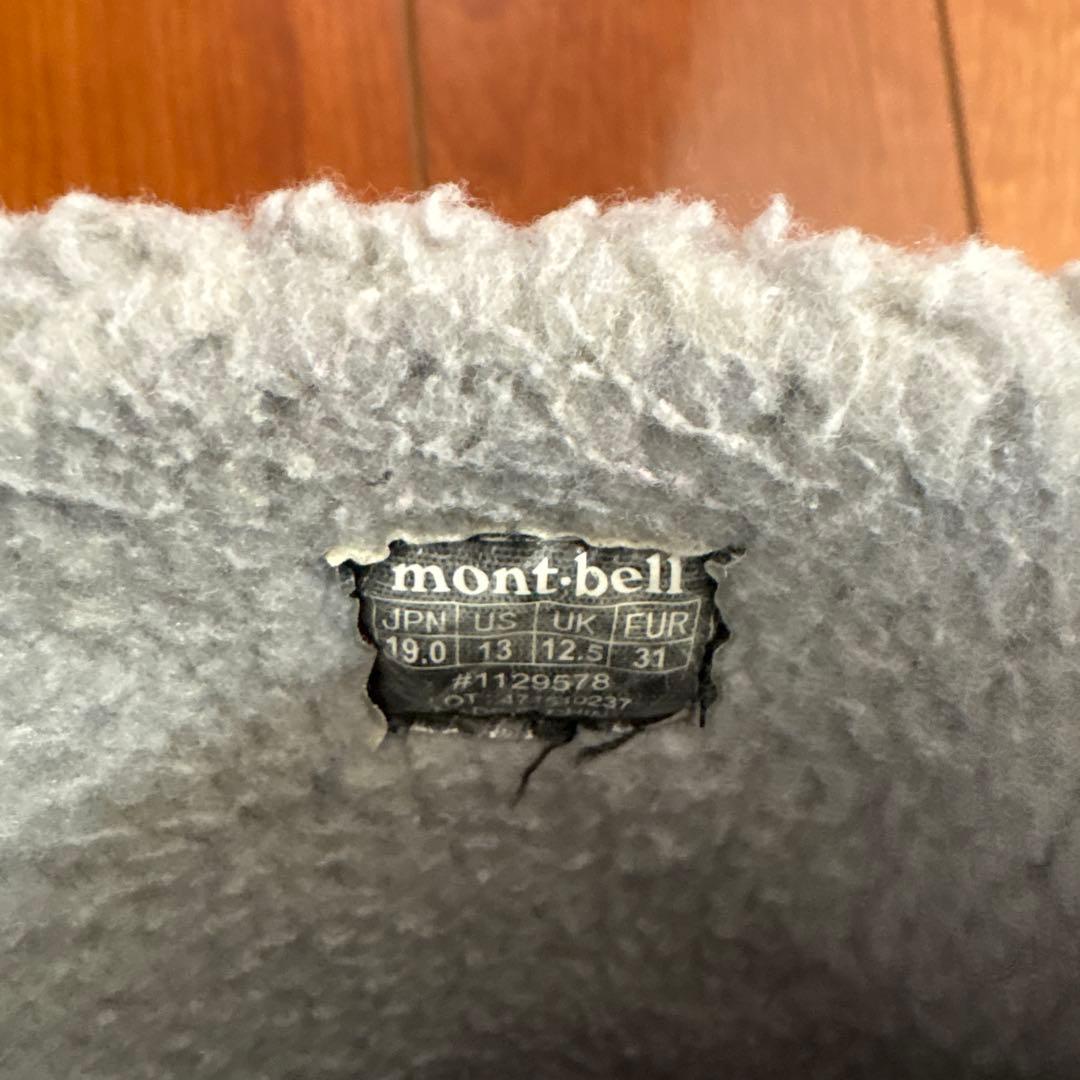 mont·bell
JPN US UK EUR
19.0 13 12.5 31
#1129578